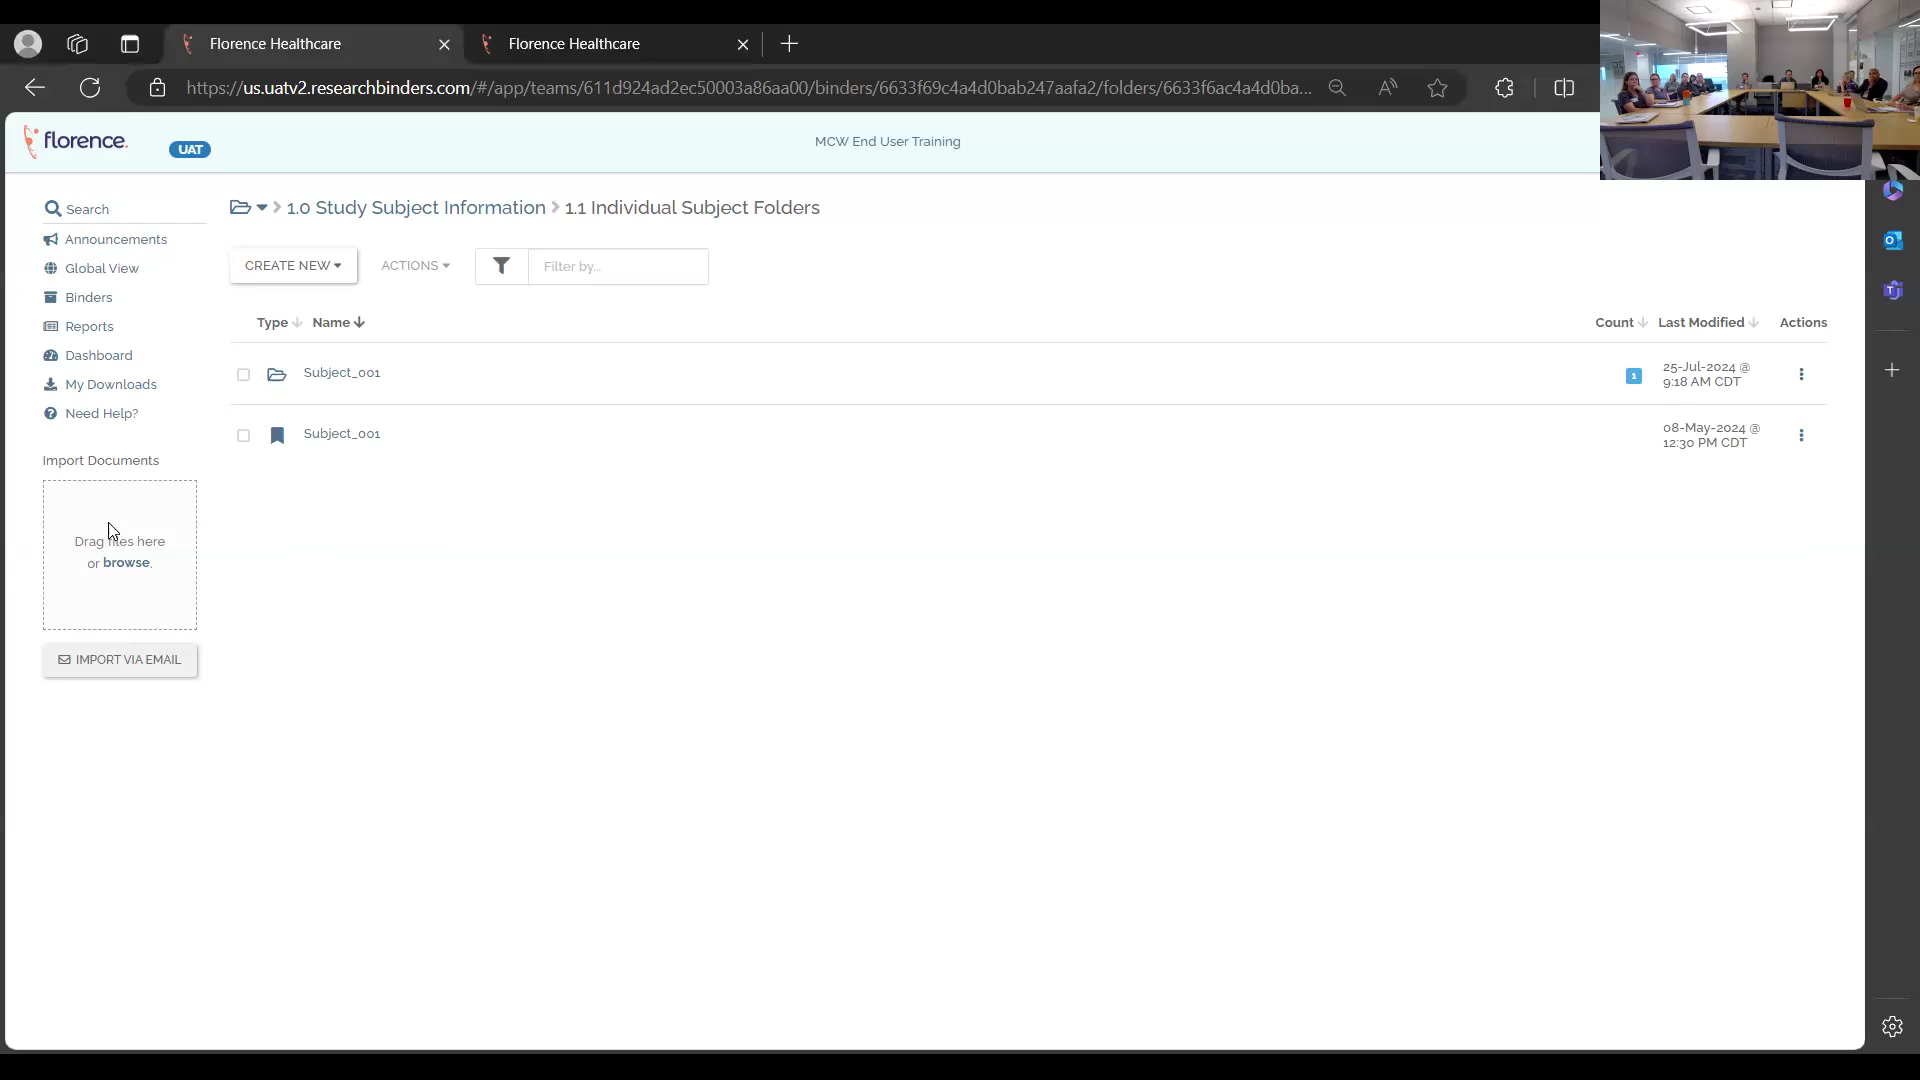 Florence Healthcare
Florence Healthcare
https://us.uatv2.researchbinders.com/#/app/teams/611d924ad2ec50003a86aa00/binders/6633f69c4a4d0bab247aafa2/folders/6633f6ac4a4d0ba...
florence.
UAT
MCW End User Training
Search
Announcements
Global View
Binders
Reports
Dashboard
My Downloads
Need Help?
Import Documents
Drag files here
or browse.
IMPORT VIA EMAIL
1.0 Study Subject Information > 1.1 Individual Subject Folders
CREATE NEW
ACTIONS
Filter by...
Type Name Count Last Modified Actions
Subject_001 1 25-Jul-2024 @
9:18 AM CDT
Subject_001 08-May-2024 @
12:30 PM CDT